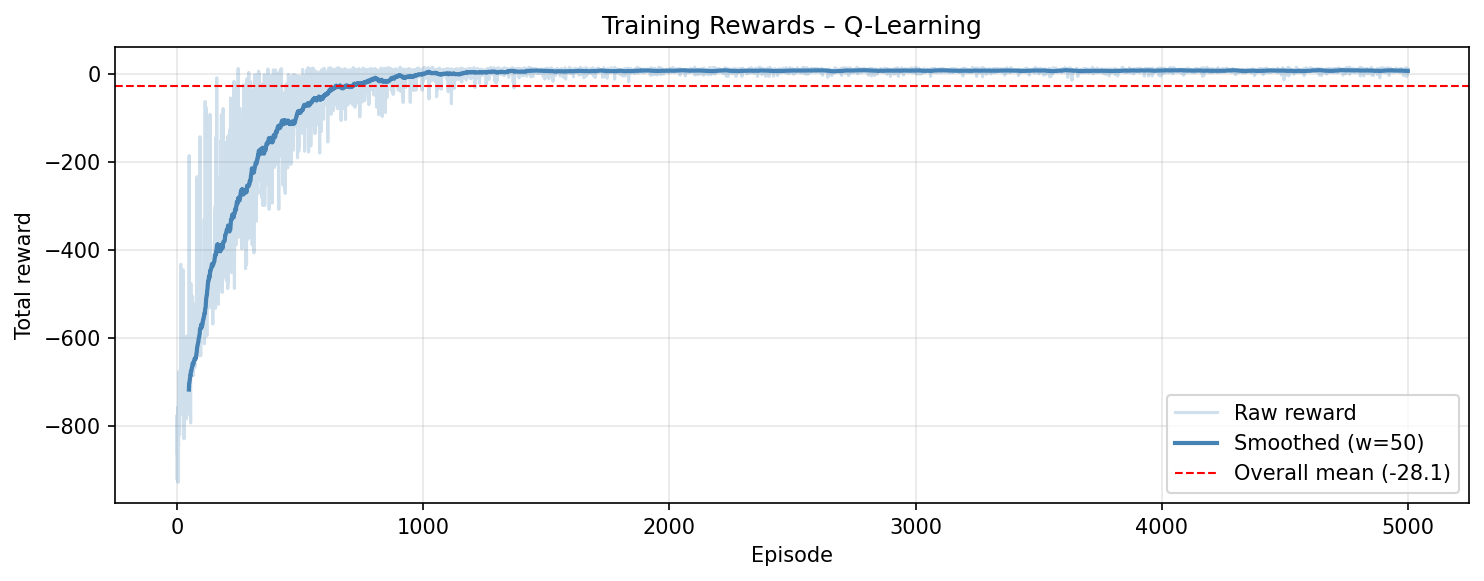 Training Rewards – Q-Learning
Total reward
0
−200
−400
−600
−800
0
1000
2000
3000
4000
5000
Episode
Raw reward
Smoothed (w=50)
Overall mean (-28.1)